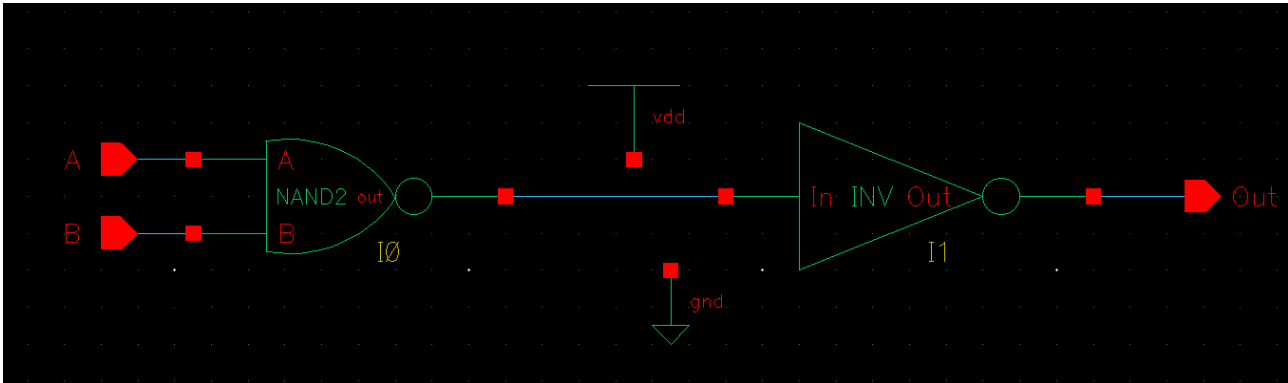 vdd
A A
NAND2 out In INV Out Out
B B
I0 I1
gnd